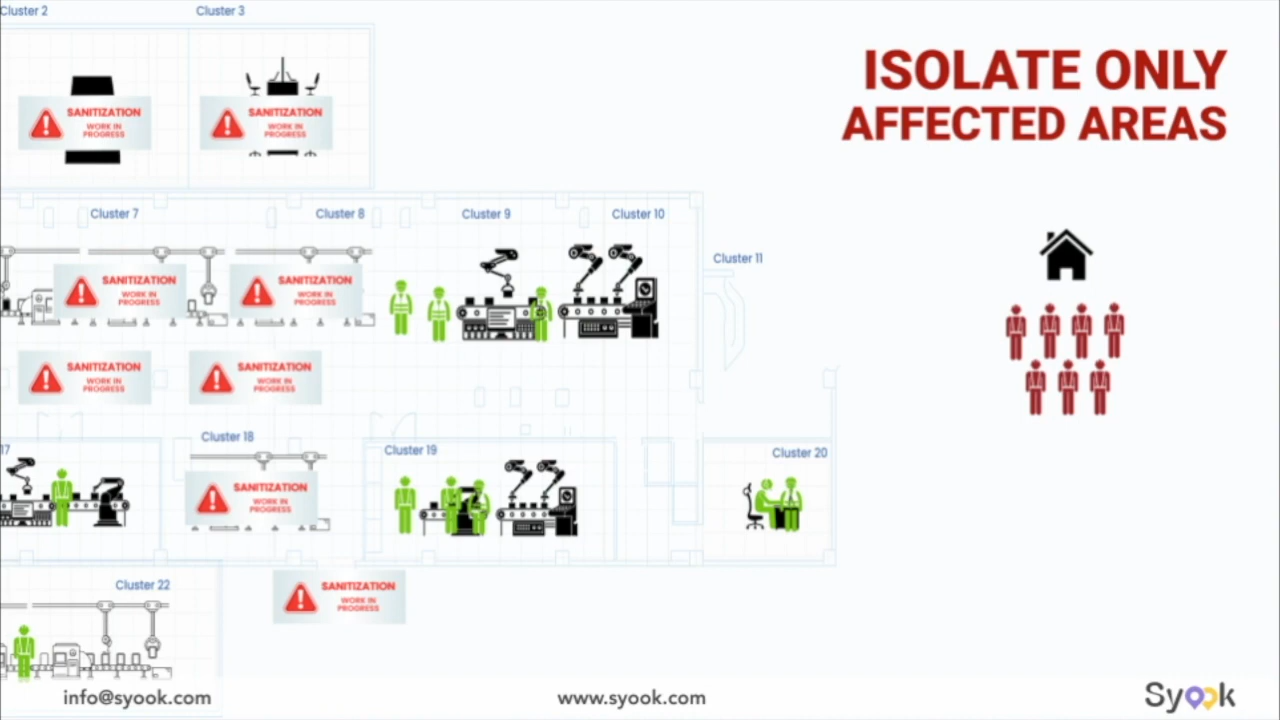 Cluster 2
Cluster 3
ISOLATE ONLY
AFFECTED AREAS
SANITIZATION
WORK IN
PROGRESS
SANITIZATION
WORK IN
PROGRESS
Cluster 7
Cluster 8
Cluster 9
Cluster 10
Cluster 11
SANITIZATION
WORK IN
PROGRESS
SANITIZATION
WORK IN
PROGRESS
SANITIZATION
WORK IN
PROGRESS
SANITIZATION
WORK IN
PROGRESS
17
Cluster 18
Cluster 19
Cluster 20
SANITIZATION
WORK IN
PROGRESS
Cluster 22
SANITIZATION
WORK IN
PROGRESS
info@syook.com
www.syook.com
Syook